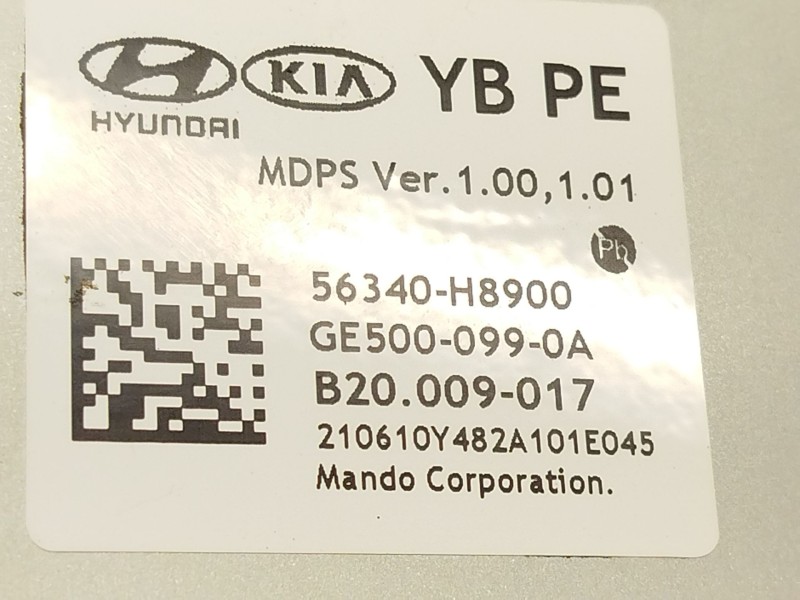 HYUNDAI KIA YB PE
MDPS Ver.1.00,1.01
Pb
56340-H8900
GE500-099-0A
B20.009-017
210610Y482A101E045
Mando Corporation.